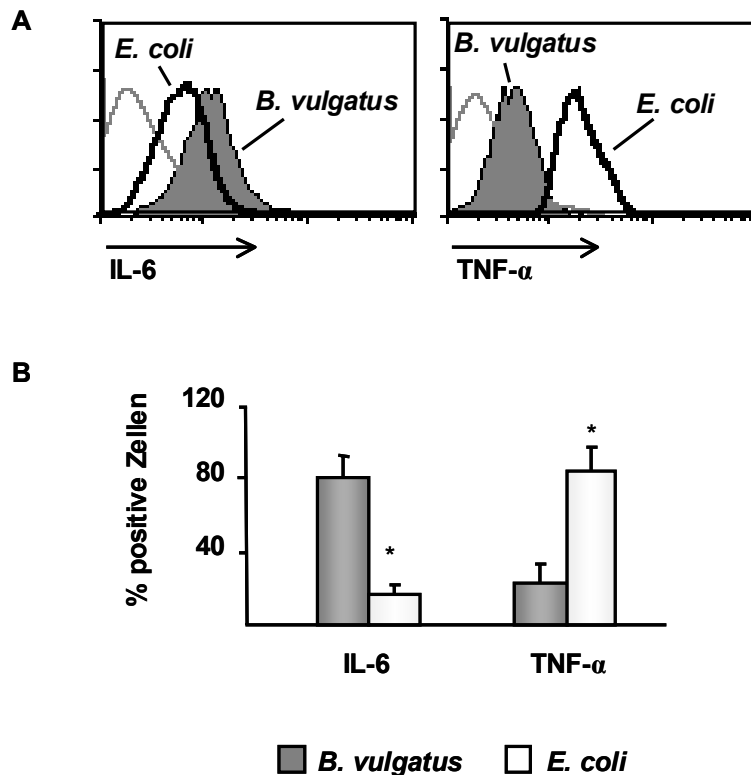 A
E. coli
B. vulgatus
IL-6
B. vulgatus
E. coli
TNF-α
B
% positive Zellen
120
80
40
*
*
IL-6
TNF-α
B. vulgatus
E. coli